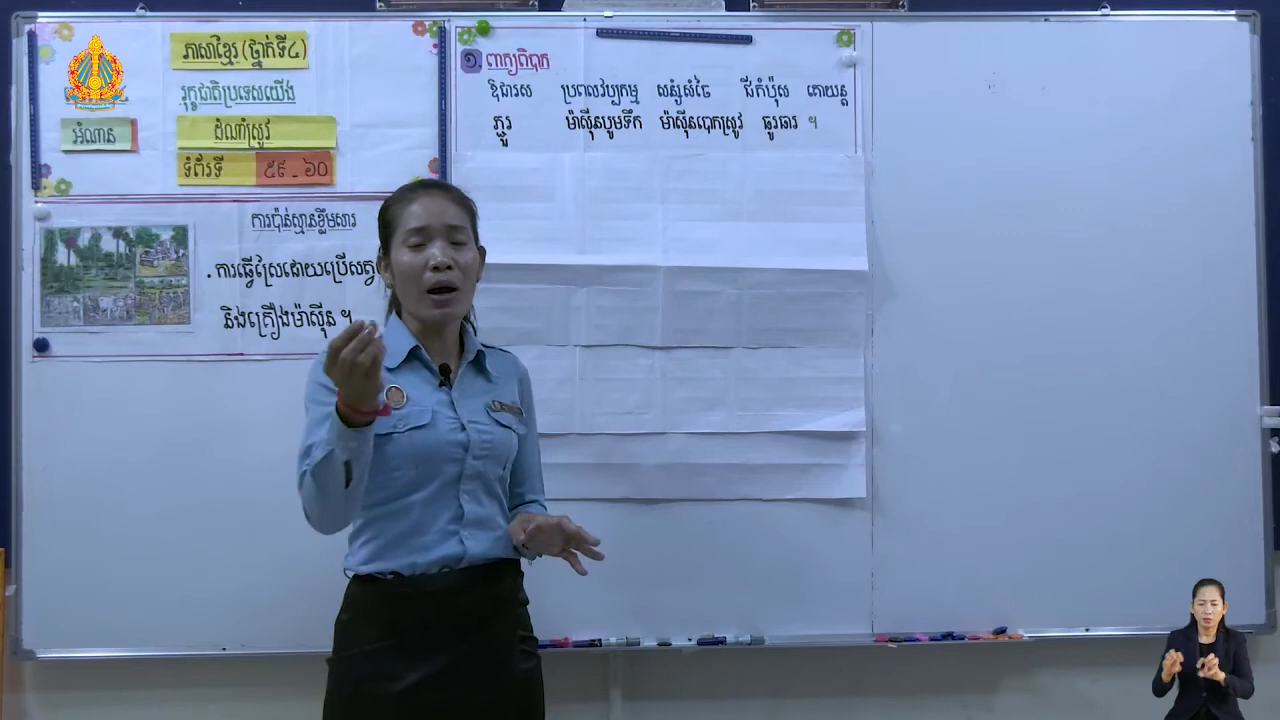 ភាសាខ្មែរ (ថ្នាក់ទី៤)
រុក្ខជាតិប្រទេសយើង
អំណាន
ដំណាំស្រូវ
ទំព័រទី ៥៩ _ ៦០
ការប៉ាន់ស្មានខ្លឹមសារ
. ការធ្វើស្រែដោយប្រើសត្វ
និងគ្រឿងម៉ាស៊ីន ។
១. ពាក្យពិបាក
ឱជារស ប្រពលវប្បកម្ម សន្សំសំចៃ ជីកំប៉ុស គោយន្ត
ភ្ជួរ ម៉ាស៊ីនបូមទឹក ម៉ាស៊ីនបោកស្រូវ ធូរធារ ។